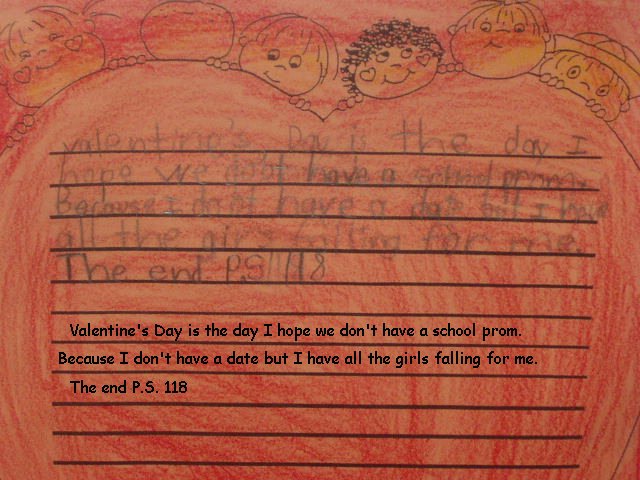 Valentine's Day is the day I
hope we don't have a school prom.
Because I don't have a date but I have
all the girls falling for me.
The end P.S 118
Valentine's Day is the day I hope we don't have a school prom.
Because I don't have a date but I have all the girls falling for me.
The end P.S. 118